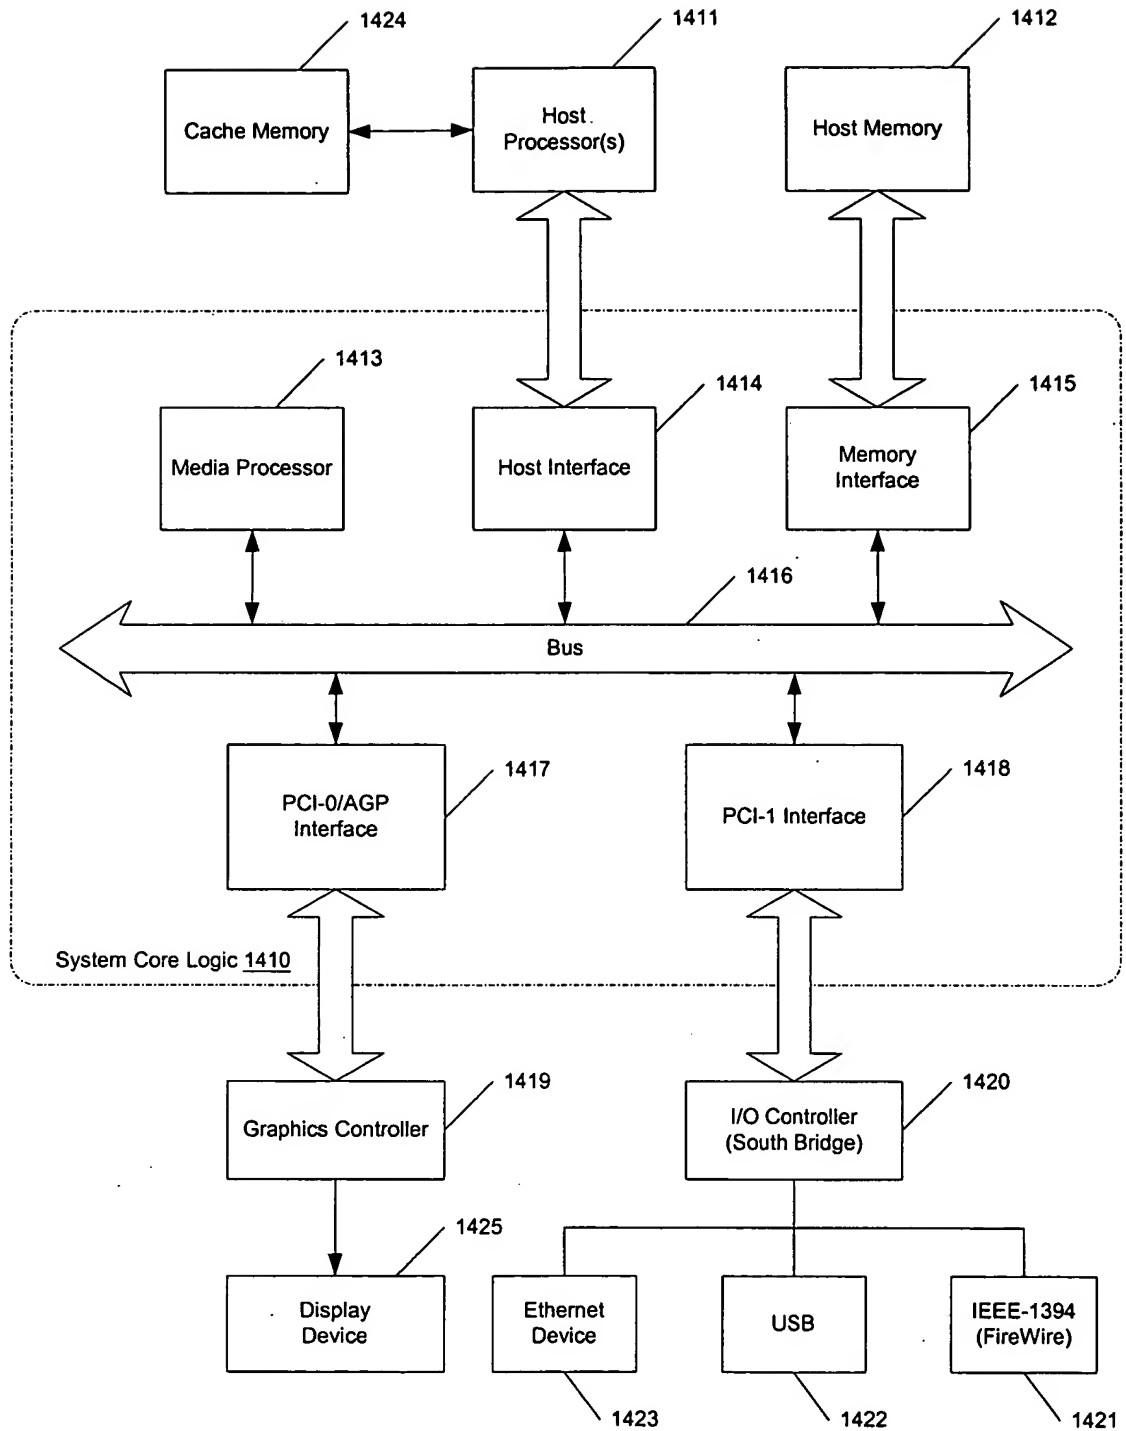 1424
1411
1412
Cache Memory
Host
Processor(s)
Host Memory
1413
1414
1415
Media Processor
Host Interface
Memory
Interface
1416
Bus
1417
1418
PCI-0/AGP
Interface
PCI-1 Interface
System Core Logic 1410
1419
1420
Graphics Controller
I/O Controller
(South Bridge)
1425
Display
Device
Ethernet
Device
USB
IEEE-1394
(FireWire)
1423
1422
1421